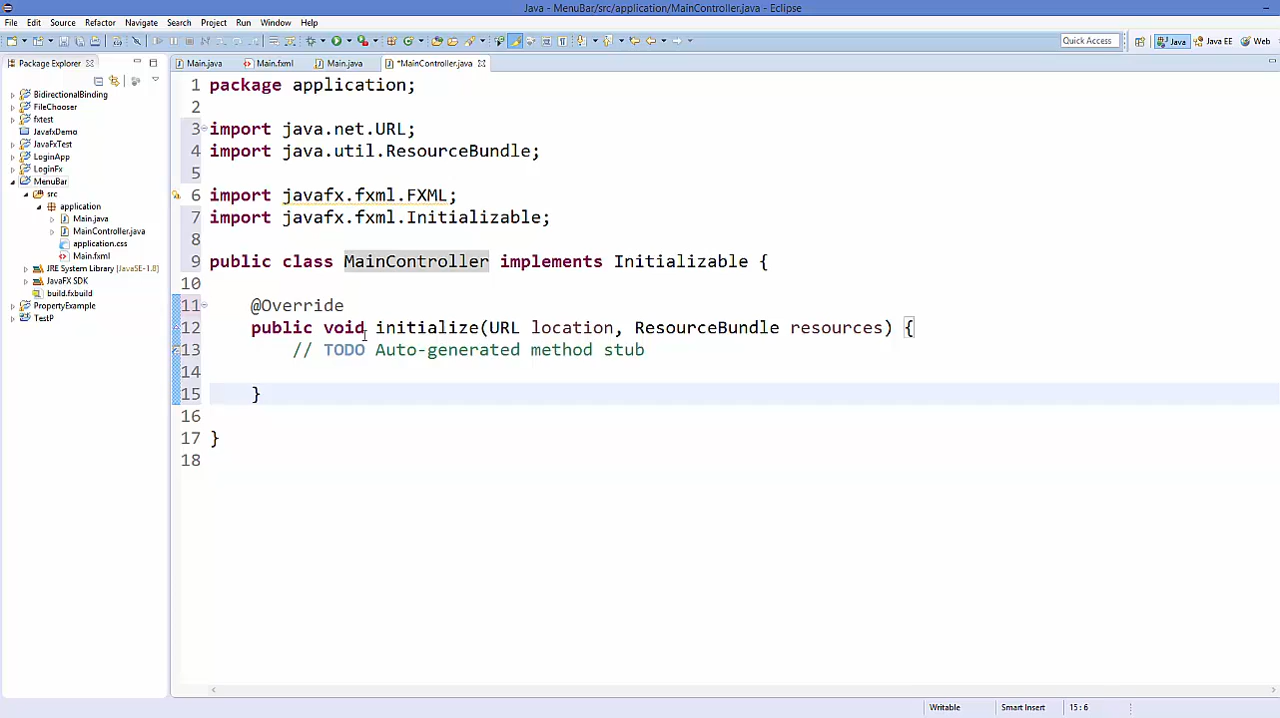 Java - MenuBar/src/application/MainController.java - Eclipse
File Edit Source Refactor Navigate Search Project Run Window Help
Quick Access Java Java EE Web
Package Explorer
Main.java Main.fxml Main.java *MainController.java
BidirectionalBinding
FileChooser
fxtest
JavafxDemo
JavaFxTest
LoginApp
LoginFx
MenuBar
src
application
Main.java
MainController.java
application.css
Main.fxml
JRE System Library [JavaSE-1.8]
JavaFX SDK
build.fxbuild
PropertyExample
TestP
1 package application;
2
3 import java.net.URL;
4 import java.util.ResourceBundle;
5
6 import javafx.fxml.FXML;
7 import javafx.fxml.Initializable;
8
9 public class MainController implements Initializable {
10
11 @Override
12 public void initialize(URL location, ResourceBundle resources) {
13 // TODO Auto-generated method stub
14
15 }
16
17 }
18
Writable Smart Insert 15 : 6